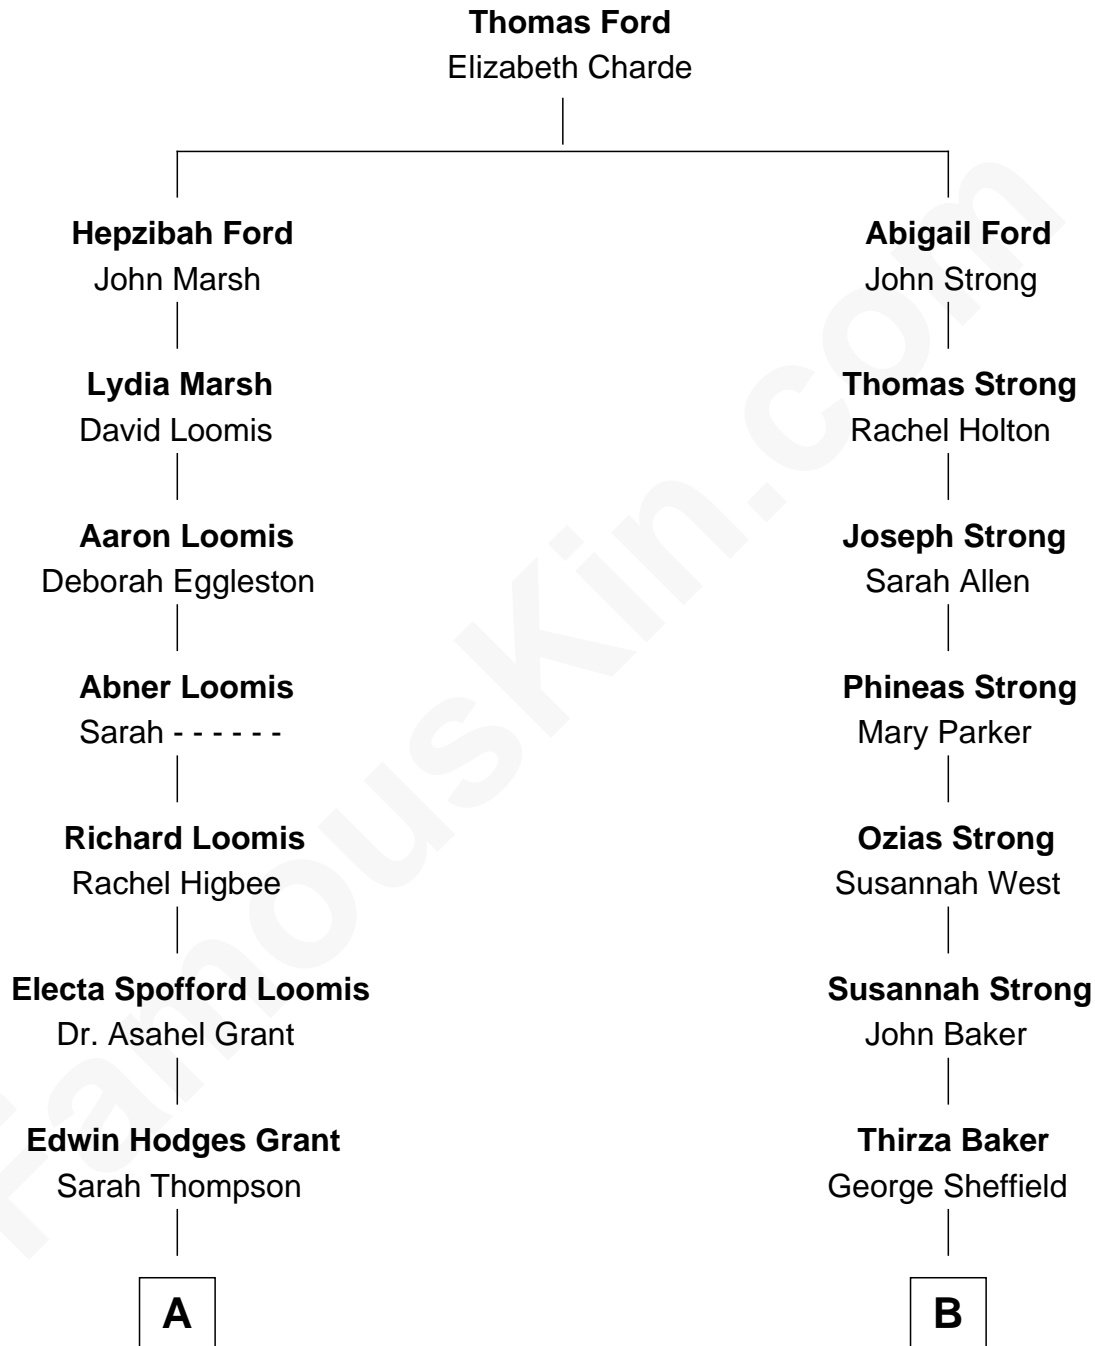 Thomas Ford
Elizabeth Charde
Hepzibah Ford
John Marsh
Lydia Marsh
David Loomis
Aaron Loomis
Deborah Eggleston
Abner Loomis
Sarah - - - - - -
Richard Loomis
Rachel Higbee
Electa Spofford Loomis
Dr. Asahel Grant
Edwin Hodges Grant
Sarah Thompson
A
Abigail Ford
John Strong
Thomas Strong
Rachel Holton
Joseph Strong
Sarah Allen
Phineas Strong
Mary Parker
Ozias Strong
Susannah West
Susannah Strong
John Baker
Thirza Baker
George Sheffield
B
FamousKin.com